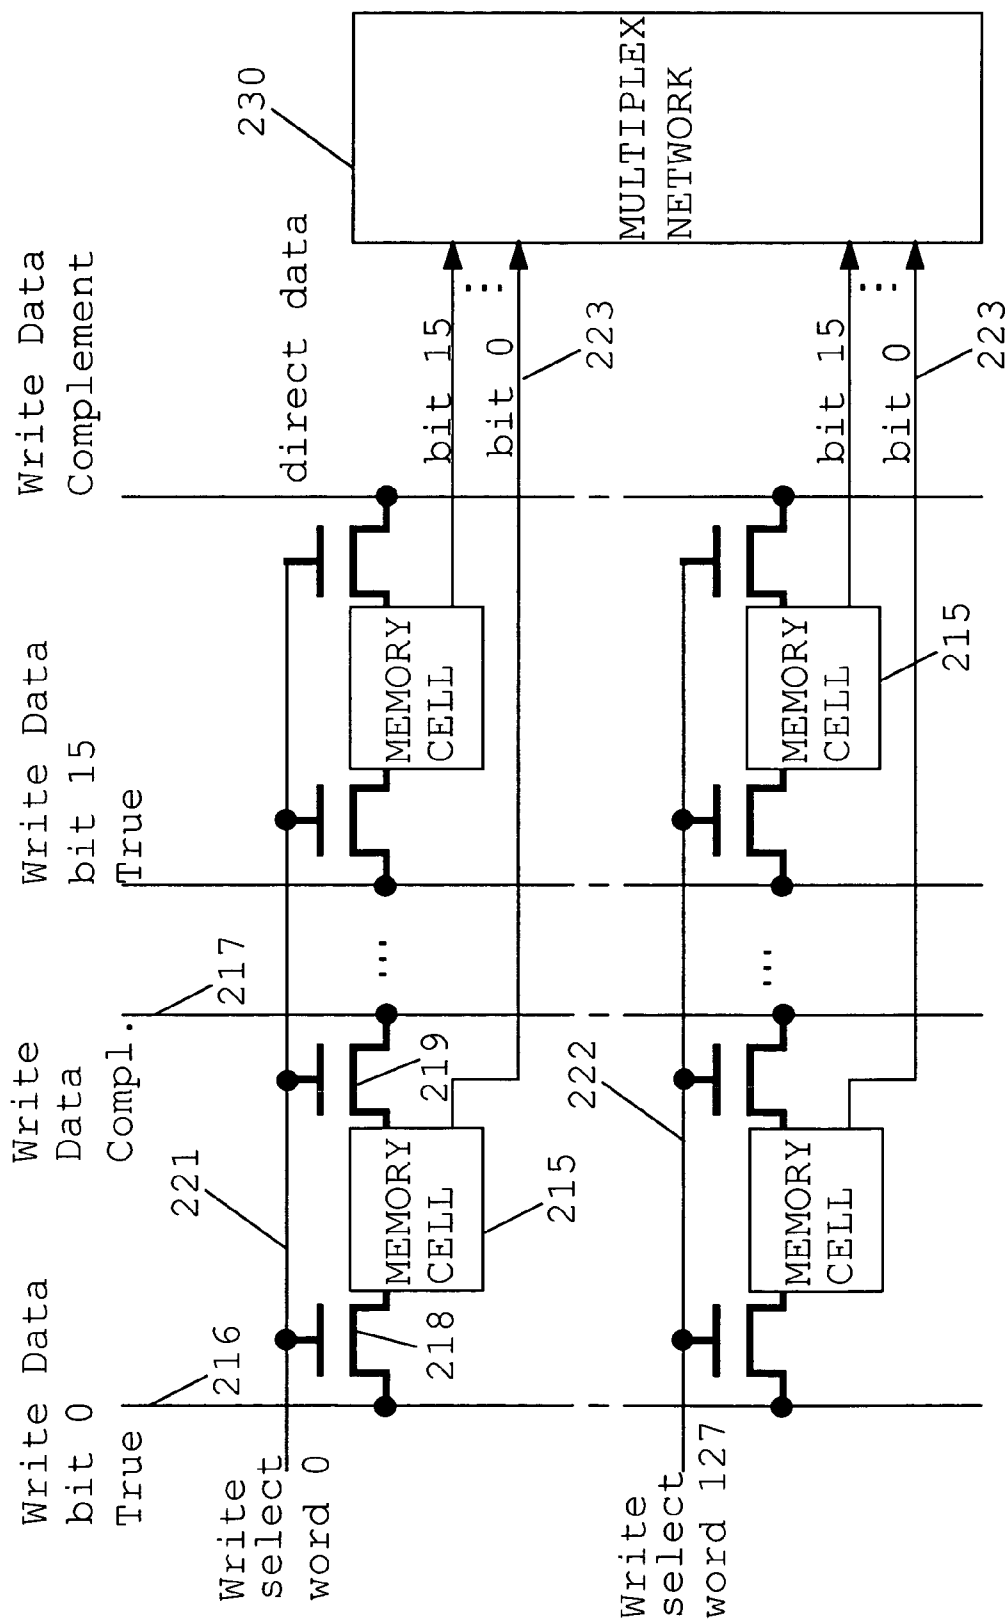 Write Data
bit 0
True
216
Write
Data
Compl.
217
Write Data
bit 15
True
Write Data
Complement
Write
select
word 0
221
218
MEMORY
CELL
215
219
...
MEMORY
CELL
direct data
bit 15
...
bit 0
223
230
MULTIPLEX
NETWORK
Write
select
word 127
222
MEMORY
CELL
...
MEMORY
CELL
215
bit 15
...
bit 0
223